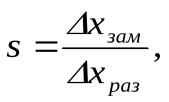 s = Δx_зам / Δx_раз,